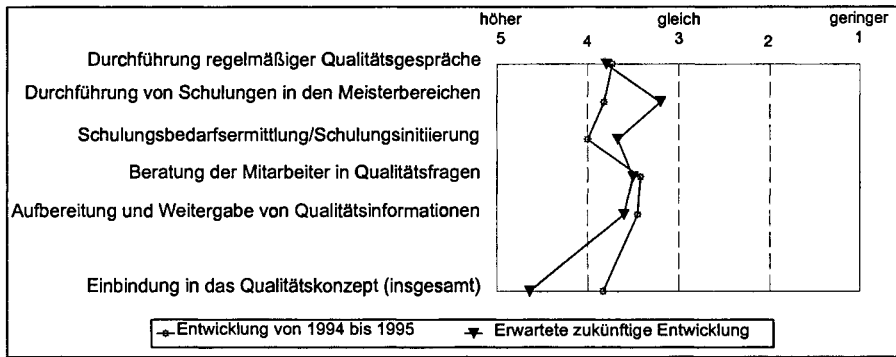 höher gleich geringer
5 4 3 2 1
Durchführung regelmäßiger Qualitätsgespräche
Durchführung von Schulungen in den Meisterbereichen
Schulungsbedarfsermittlung/Schulungsinitiierung
Beratung der Mitarbeiter in Qualitätsfragen
Aufbereitung und Weitergabe von Qualitätsinformationen
Einbindung in das Qualitätskonzept (insgesamt)
Entwicklung von 1994 bis 1995 Erwartete zukünftige Entwicklung